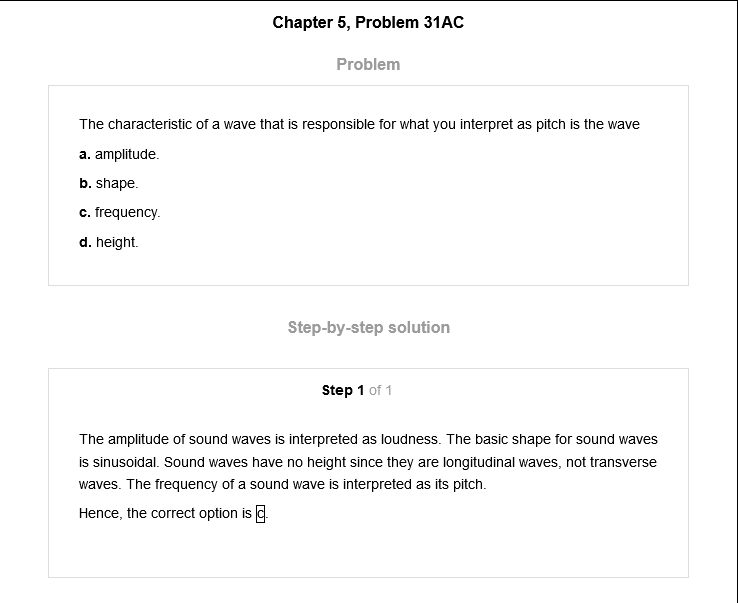 Chapter 5, Problem 31AC
Problem
The characteristic of a wave that is responsible for what you interpret as pitch is the wave
a. amplitude.
b. shape.
c. frequency.
d. height.
Step-by-step solution
Step 1 of 1
The amplitude of sound waves is interpreted as loudness. The basic shape for sound waves
is sinusoidal. Sound waves have no height since they are longitudinal waves, not transverse
waves. The frequency of a sound wave is interpreted as its pitch.
Hence, the correct option is c.